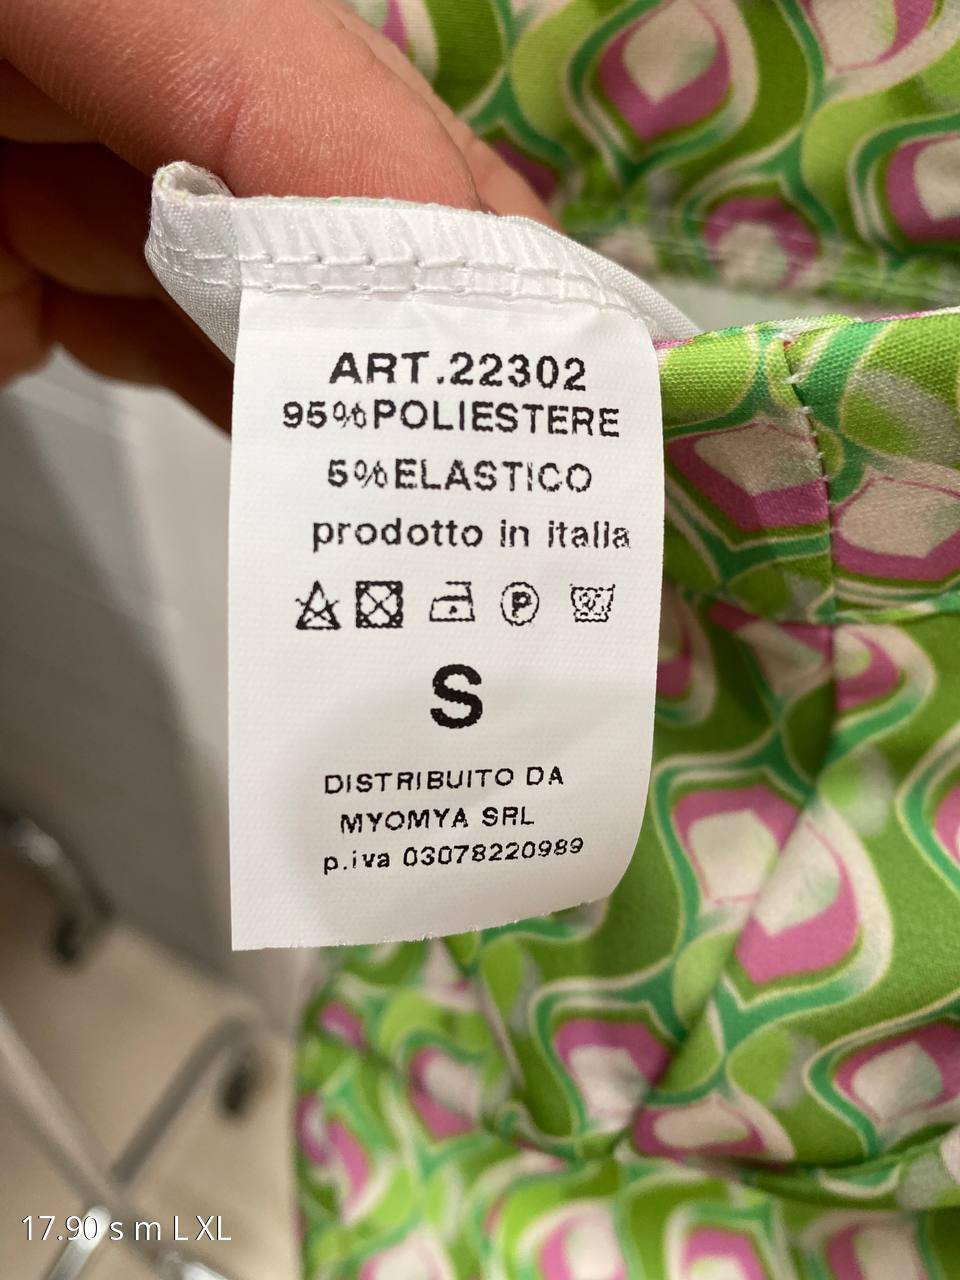 ART.22302
95%POLIESTERE
5%ELASTICO
prodotto in italia
P
S
DISTRIBUITO DA
MYOMYA SRL
p.iva 03078220989
17.90 s m L XL